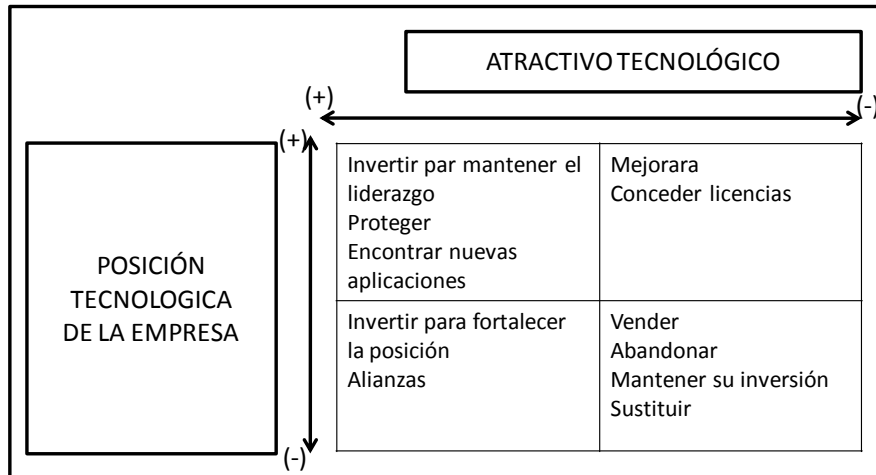 ATRACTIVO TECNOLÓGICO
(+)
(-)
(+)
POSICIÓN
TECNOLOGICA
DE LA EMPRESA
(-)
Invertir par mantener el
liderazgo
Proteger
Encontrar nuevas
aplicaciones
Mejorara
Conceder licencias
Invertir para fortalecer
la posición
Alianzas
Vender
Abandonar
Mantener su inversión
Sustituir